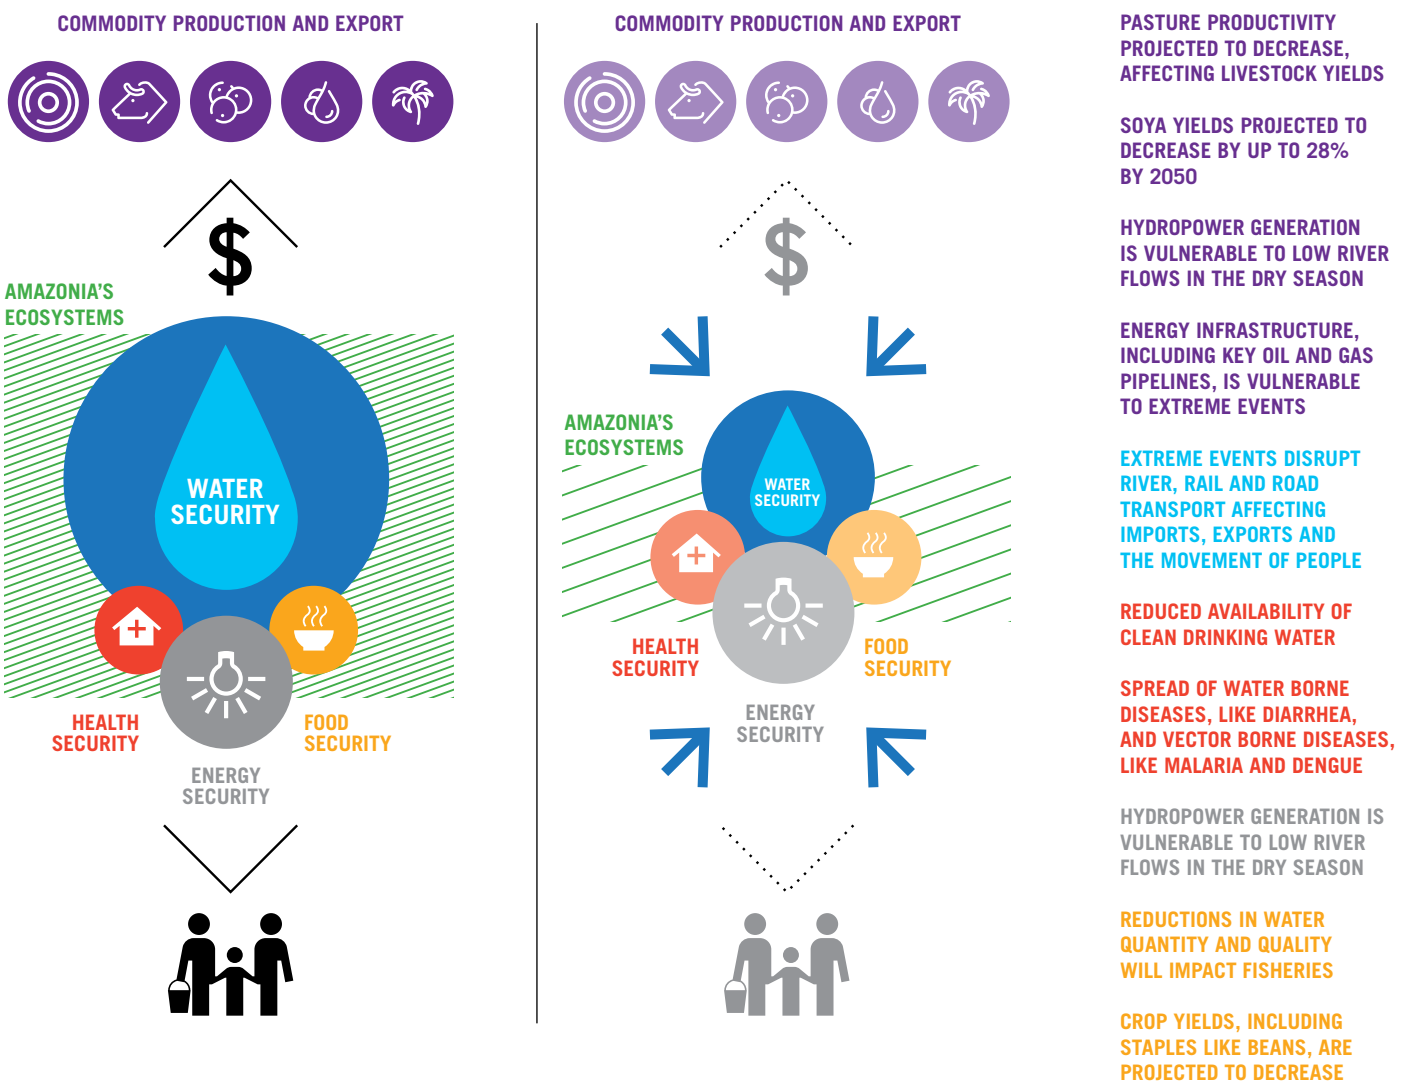 COMMODITY PRODUCTION AND EXPORT
$
AMAZONIA'S
ECOSYSTEMS
WATER
SECURITY
HEALTH
SECURITY
FOOD
SECURITY
ENERGY
SECURITY
COMMODITY PRODUCTION AND EXPORT
$
AMAZONIA'S
ECOSYSTEMS
WATER
SECURITY
HEALTH
SECURITY
FOOD
SECURITY
ENERGY
SECURITY
PASTURE PRODUCTIVITY
PROJECTED TO DECREASE,
AFFECTING LIVESTOCK YIELDS
SOYA YIELDS PROJECTED TO
DECREASE BY UP TO 28%
BY 2050
HYDROPOWER GENERATION
IS VULNERABLE TO LOW RIVER
FLOWS IN THE DRY SEASON
ENERGY INFRASTRUCTURE,
INCLUDING KEY OIL AND GAS
PIPELINES, IS VULNERABLE
TO EXTREME EVENTS
EXTREME EVENTS DISRUPT
RIVER, RAIL AND ROAD
TRANSPORT AFFECTING
IMPORTS, EXPORTS AND
THE MOVEMENT OF PEOPLE
REDUCED AVAILABILITY OF
CLEAN DRINKING WATER
SPREAD OF WATER BORNE
DISEASES, LIKE DIARRHEA,
AND VECTOR BORNE DISEASES,
LIKE MALARIA AND DENGUE
HYDROPOWER GENERATION IS
VULNERABLE TO LOW RIVER
FLOWS IN THE DRY SEASON
REDUCTIONS IN WATER
QUANTITY AND QUALITY
WILL IMPACT FISHERIES
CROP YIELDS, INCLUDING
STAPLES LIKE BEANS, ARE
PROJECTED TO DECREASE